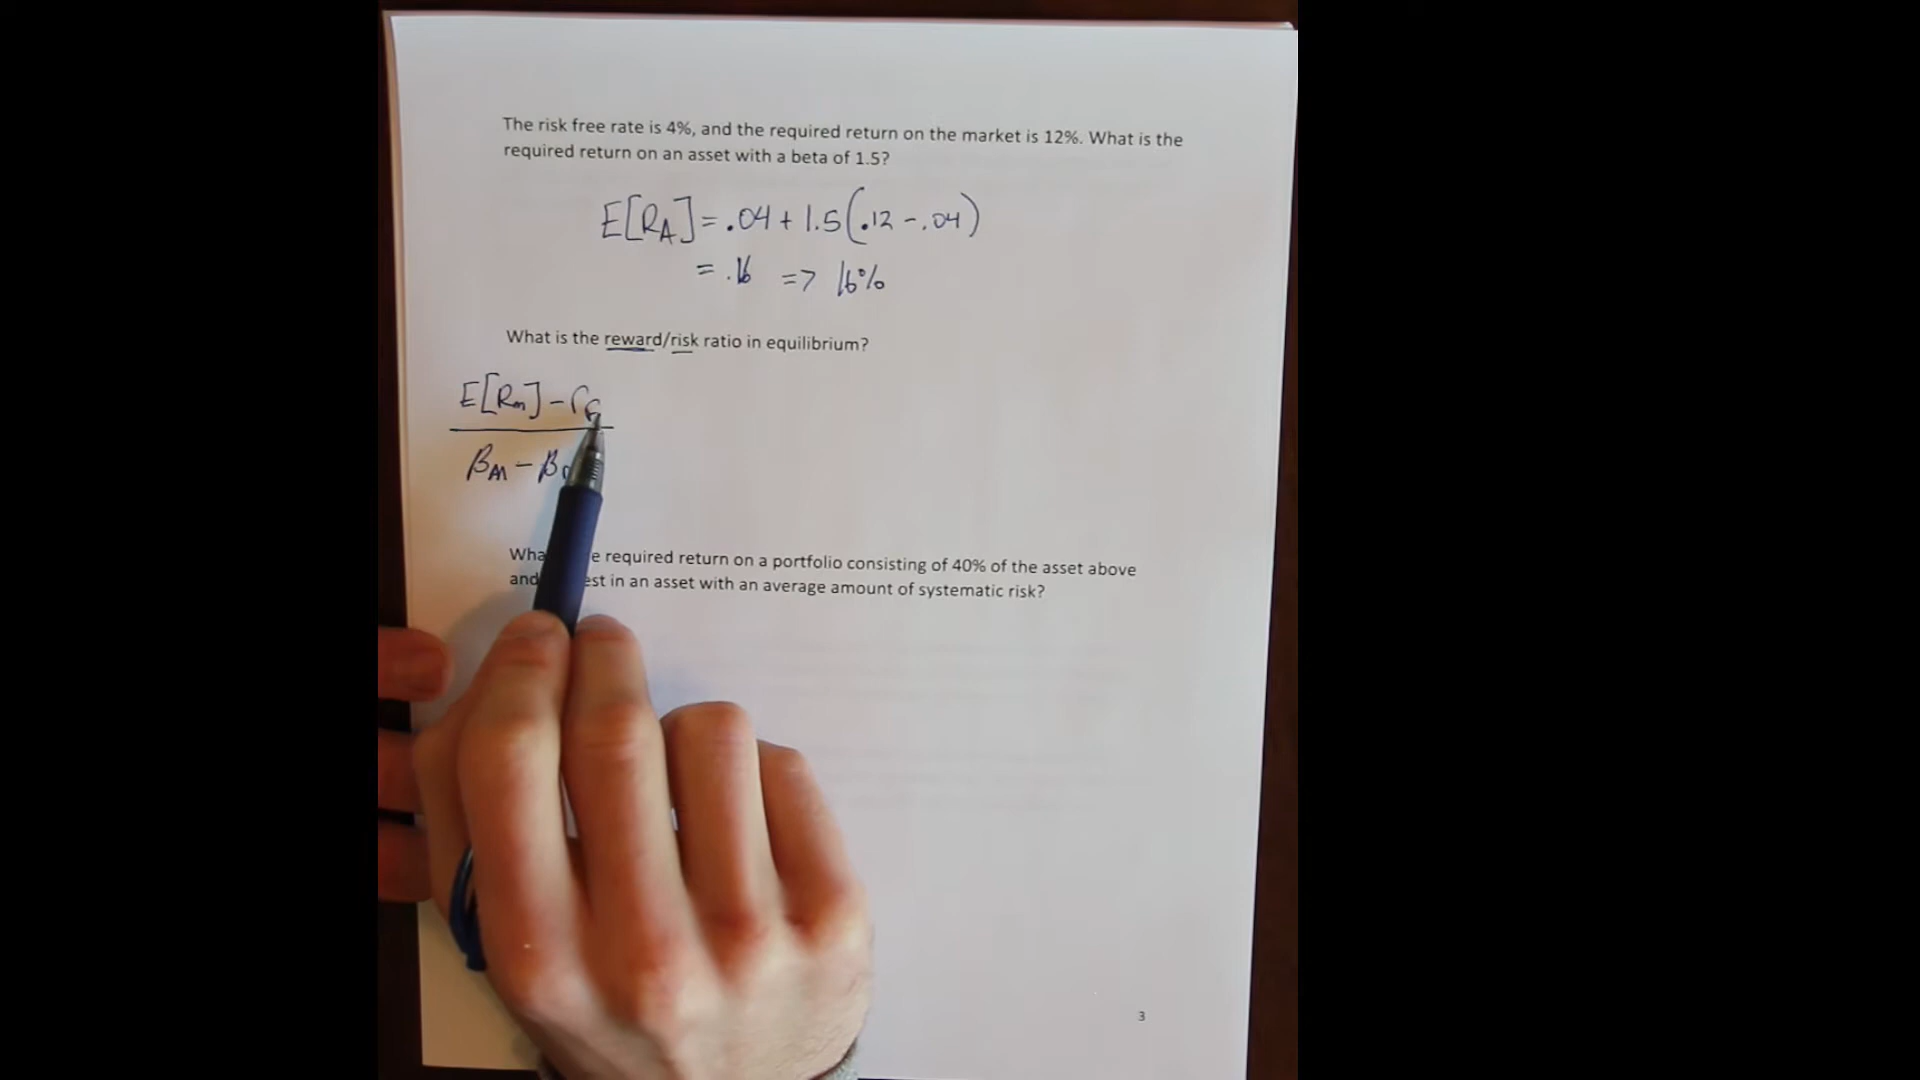 The risk free rate is 4%, and the required return on the market is 12%. What is the
required return on an asset with a beta of 1.5?
E[RA] = .04 + 1.5(.12 - .04)
= .16 => 16%
What is the reward/risk ratio in equilibrium?
E[Rm] - rF
βM - β
required return on a portfolio consisting of 40% of the asset above
in an asset with an average amount of systematic risk?
3